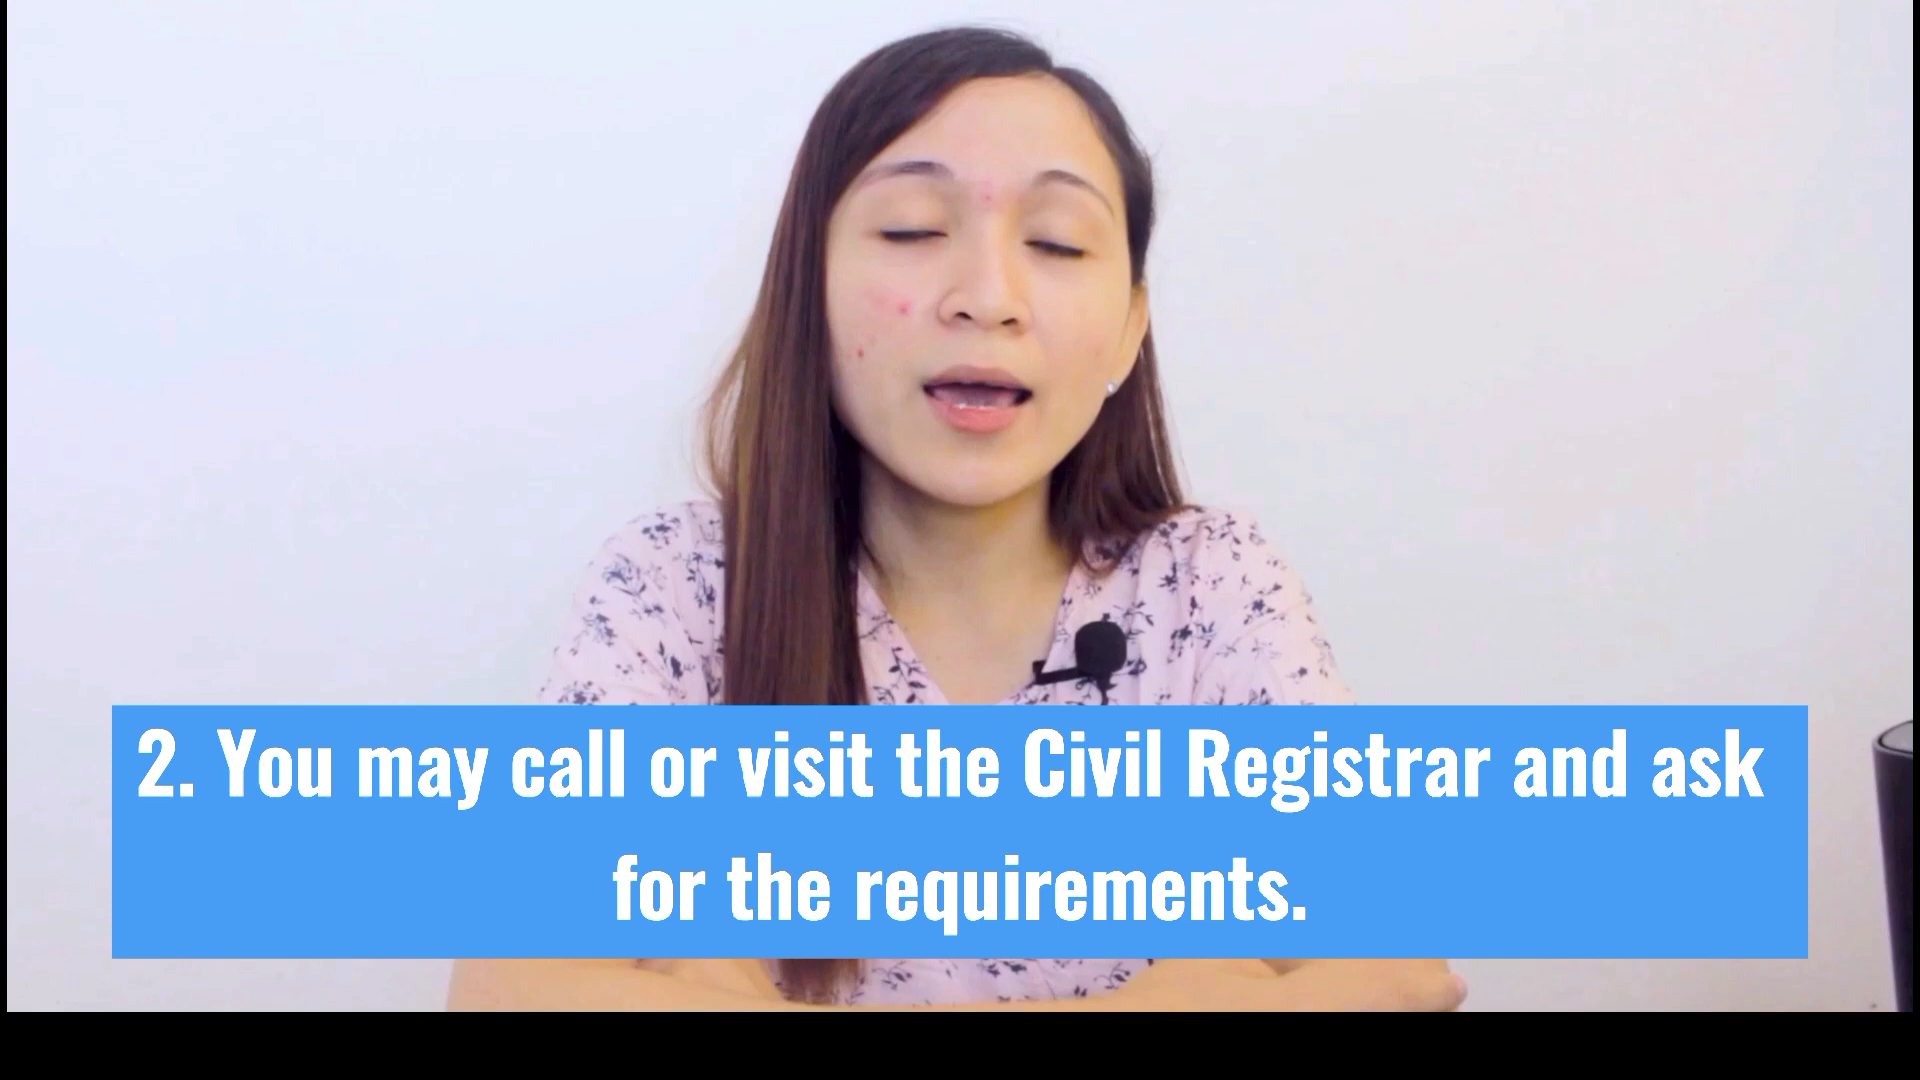 2. You may call or visit the Civil Registrar and ask
for the requirements.